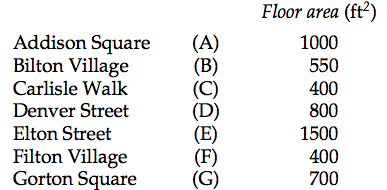 Floor area (ft²)
Addison Square (A) 1000
Bilton Village (B) 550
Carlisle Walk (C) 400
Denver Street (D) 800
Elton Street (E) 1500
Filton Village (F) 400
Gorton Square (G) 700